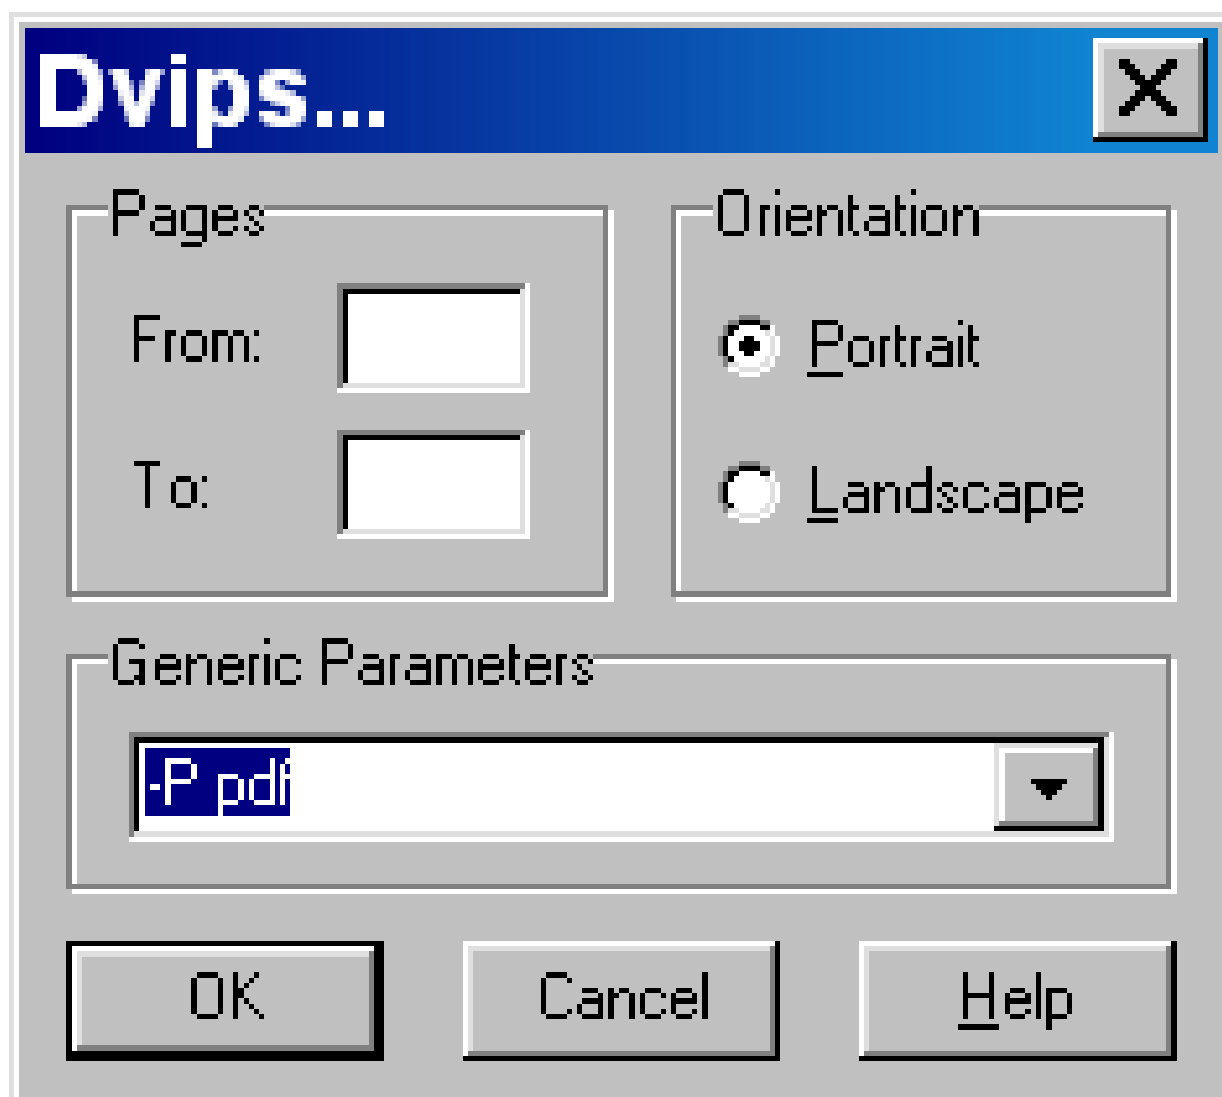 Dvips...
Pages
From:
To:
Orientation
Portrait
Landscape
Generic Parameters
-P pdf
OK
Cancel
Help